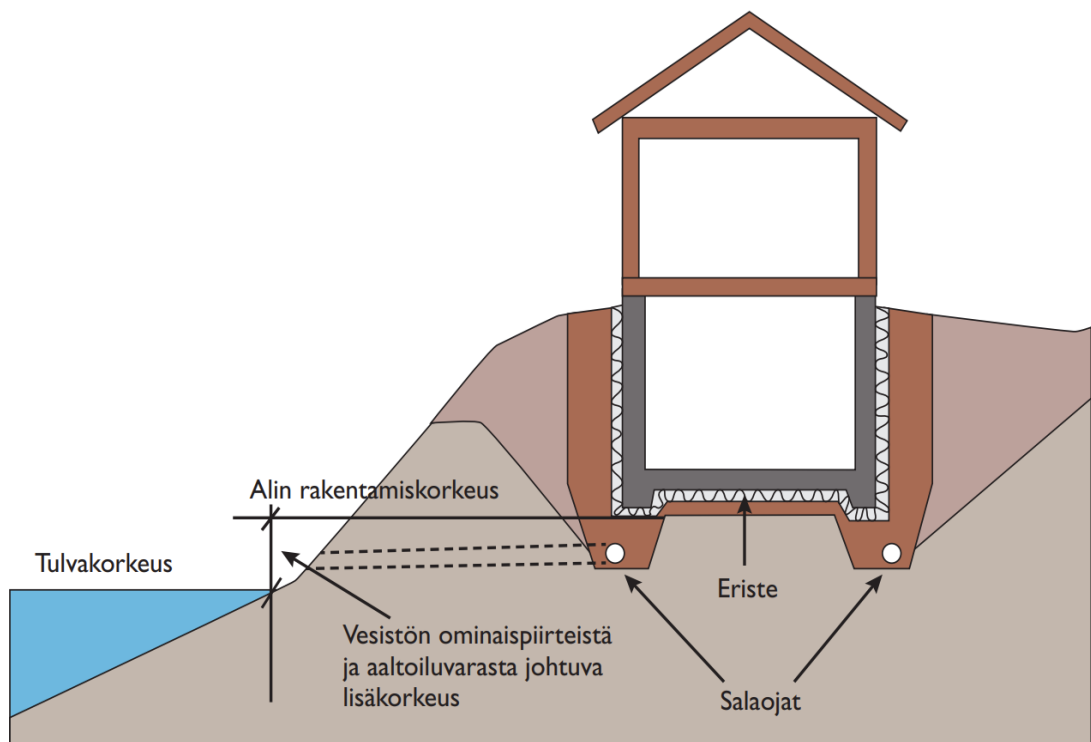 Alin rakentamiskorkeus
Tulvakorkeus
Vesistön ominaispiirteistä
ja aaltoiluvarasta johtuva
lisäkorkeus
Eriste
Salaojat